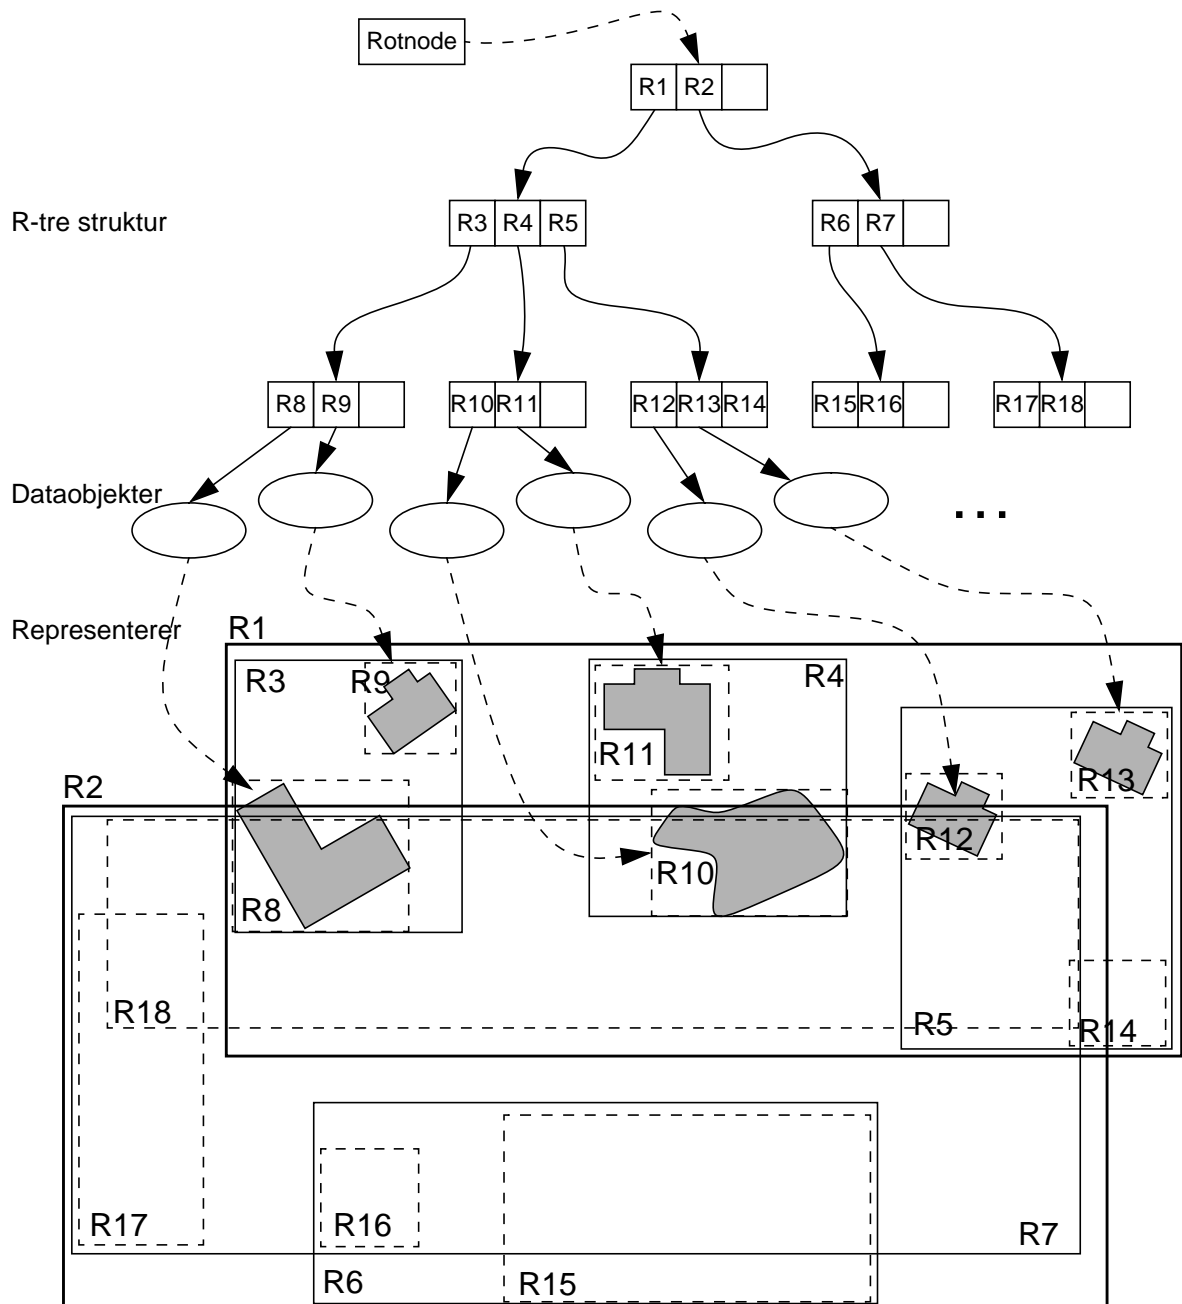 Rotnode
R1 R2
R-tre struktur
R3 R4 R5
R6 R7
R8 R9
R10 R11
R12 R13 R14
R15 R16
R17 R18
Dataobjekter
...
Representerer
R1
R3
R9
R4
R11
R13
R2
R12
R10
R8
R18
R5
R14
R17
R16
R7
R6
R15